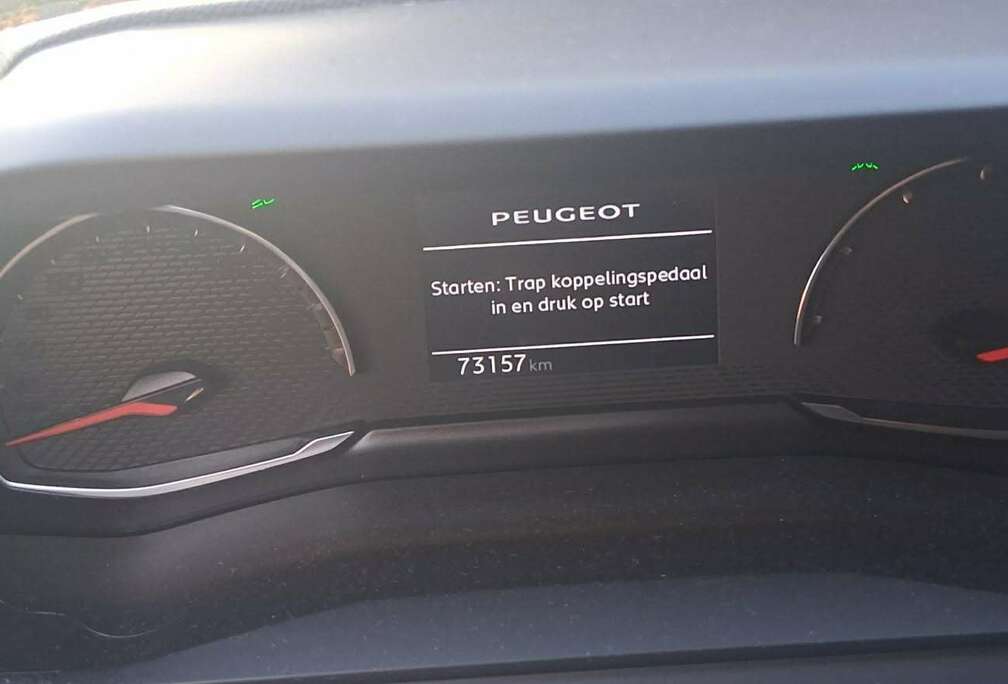 PEUGEOT
Starten: Trap koppelingspedaal
in en druk op start
73157 km